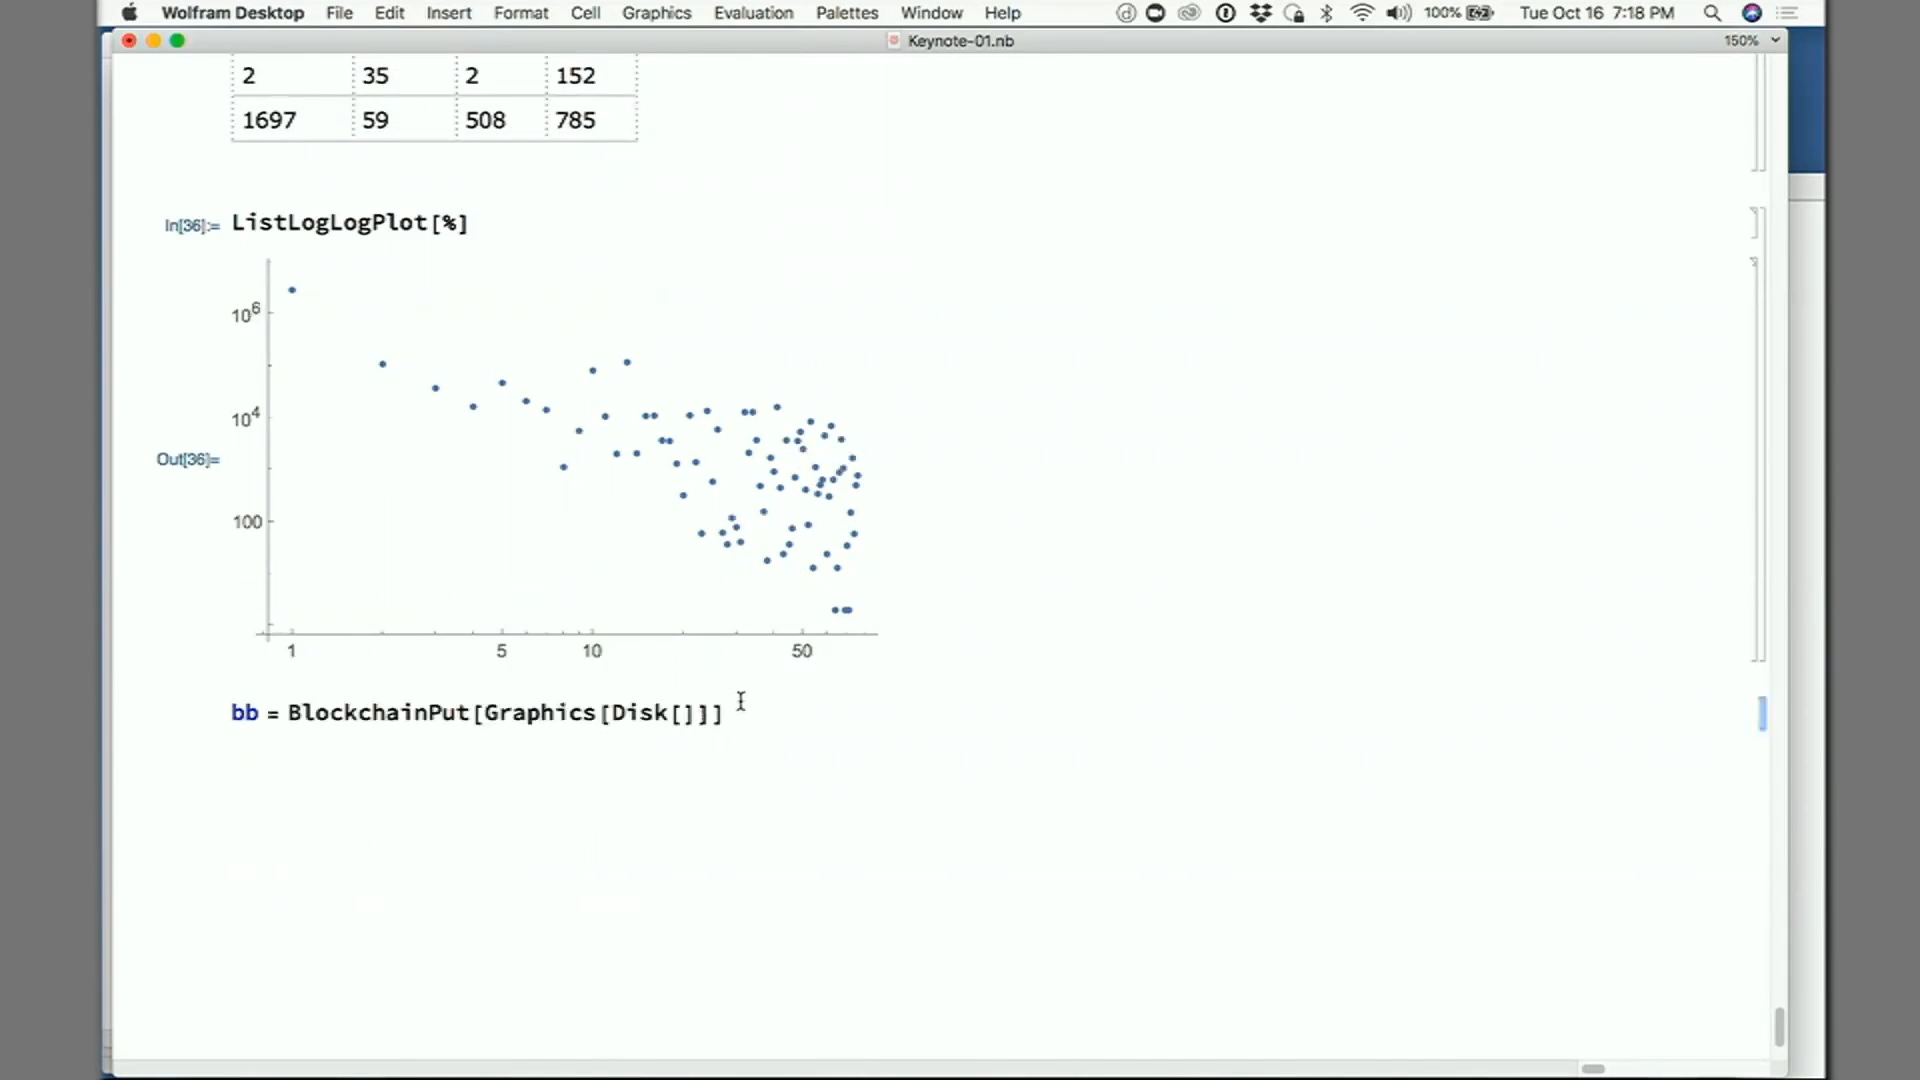 Wolfram Desktop File Edit Insert Format Cell Graphics Evaluation Palettes Window Help 100% Tue Oct 16 7:18 PM
Keynote-01.nb 150%
2 35 2 152
1697 59 508 785
In[36]:= ListLogLogPlot[%]
10^6
10^4
Out[36]=
100
1 5 10 50
bb = BlockchainPut[Graphics[Disk[]]]